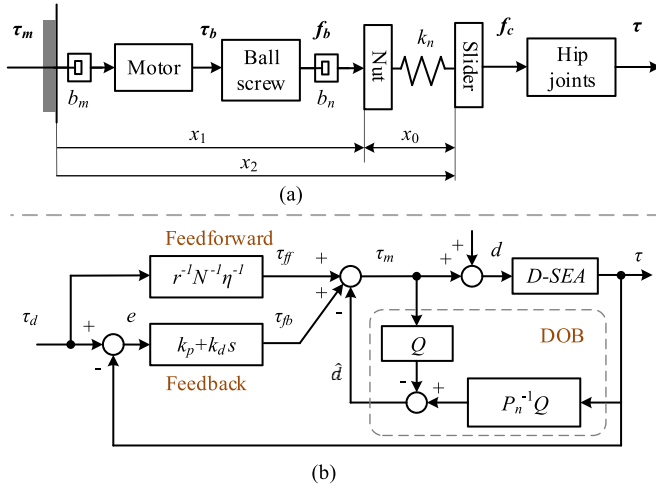 τm τb fb fc τ
bm Motor Ball screw bn Nut kn Slider Hip joints
x1 x0
x2
(a)
Feedforward
τd r⁻¹N⁻¹η⁻¹ τff + τm + d D-SEA τ
+ e kp+kds τfb + - +
-
Feedback
Q DOB
d̂ - + Pn⁻¹Q
(b)